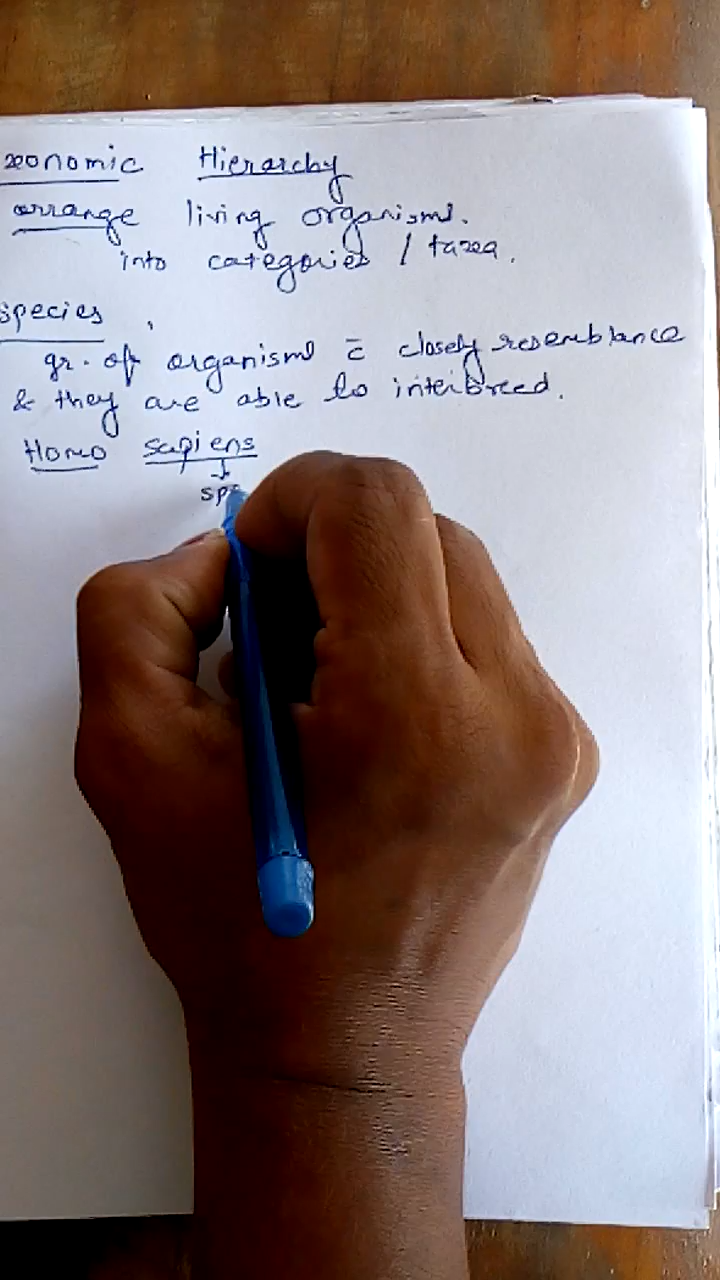 xonomic Hierarchy
arrange living organisms.
into categories / taxa.
species,
gr. of organisms c̄ closely resemblance
& they are able to interbreed.
Homo sapiens
↓
spe